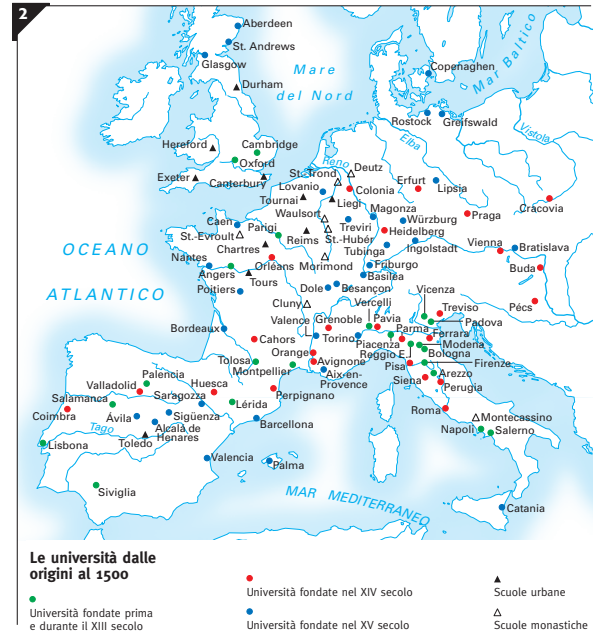 2
Aberdeen
St. Andrews
Glasgow
Mare
del Nord
Copenaghen
Mar Baltico
Durham
Rostock
Greifswald
Vistola
Hereford
Cambridge
Oxford
Elba
Reno
Deutz
St. Trond
Erfurt
Lipsia
Exeter
Canterbury
Lovanio
Colonia
Tournai
Liegi
Magonza
Praga
Cracovia
Waulsort
Caen
Parigi
Treviri
Würzburg
St.-Evroult
Reims
St.-Hubér
Heidelberg
Chartres
Tubinga
Ingolstadt
Vienna
Bratislava
OCEANO
Nantes
Orléans
Morimond
Friburgo
Buda
Angers
Tours
Dole
Besançon
Basilea
ATLANTICO
Poitiers
Cluny
Vercelli
Vicenza
Pécs
Valence
Grenoble
Pavia
Treviso
Bordeaux
Torino
Parma
Padova
Cahors
Piacenza
Ferrara
Orange
Reggio E.
Modena
Tolosa
Avignone
Bologna
Montpellier
Pisa
Firenze
Palencia
Aix-en-
Provence
Valladolid
Huesca
Siena
Arezzo
Salamanca
Saragozza
Perpignano
Perugia
Coimbra
Lérida
Roma
Montecassino
Ávila
Sigüenza
Tago
Alcalà de
Henares
Barcellona
Napoli
Salerno
Lisbona
Toledo
Valencia
Palma
Siviglia
MAR MEDITERRANEO
Catania
Le università dalle
origini al 1500
Università fondate prima
e durante il XIII secolo
Università fondate nel XIV secolo
Università fondate nel XV secolo
Scuole urbane
Scuole monastiche